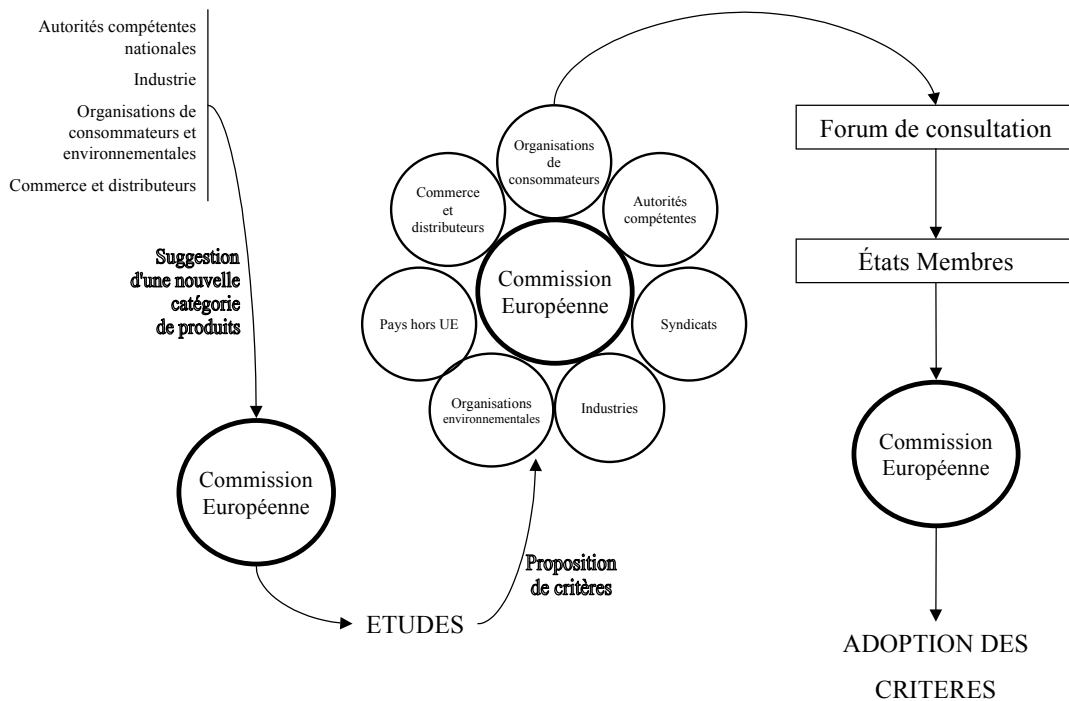 Autorités compétentes
nationales
Industrie
Organisations de
consommateurs et
environnementales
Commerce et distributeurs
Suggestion
d'une nouvelle
catégorie
de produits
Commission
Européenne
ETUDES
Proposition
de critères
Organisations
de
consommateurs
Autorités
compétentes
Syndicats
Industries
Organisations
environnementales
Pays hors UE
Commerce
et
distributeurs
Commission
Européenne
Forum de consultation
États Membres
Commission
Européenne
ADOPTION DES
CRITERES